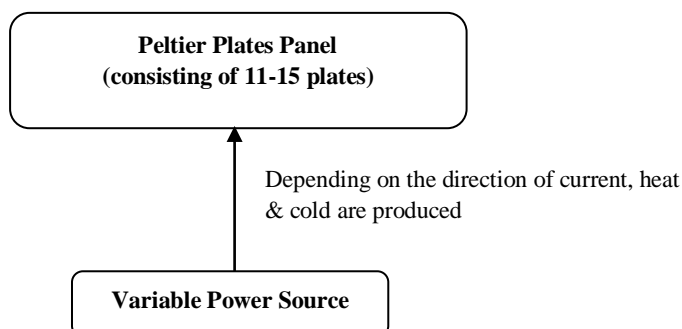 Peltier Plates Panel
(consisting of 11-15 plates)
Depending on the direction of current, heat
& cold are produced
Variable Power Source